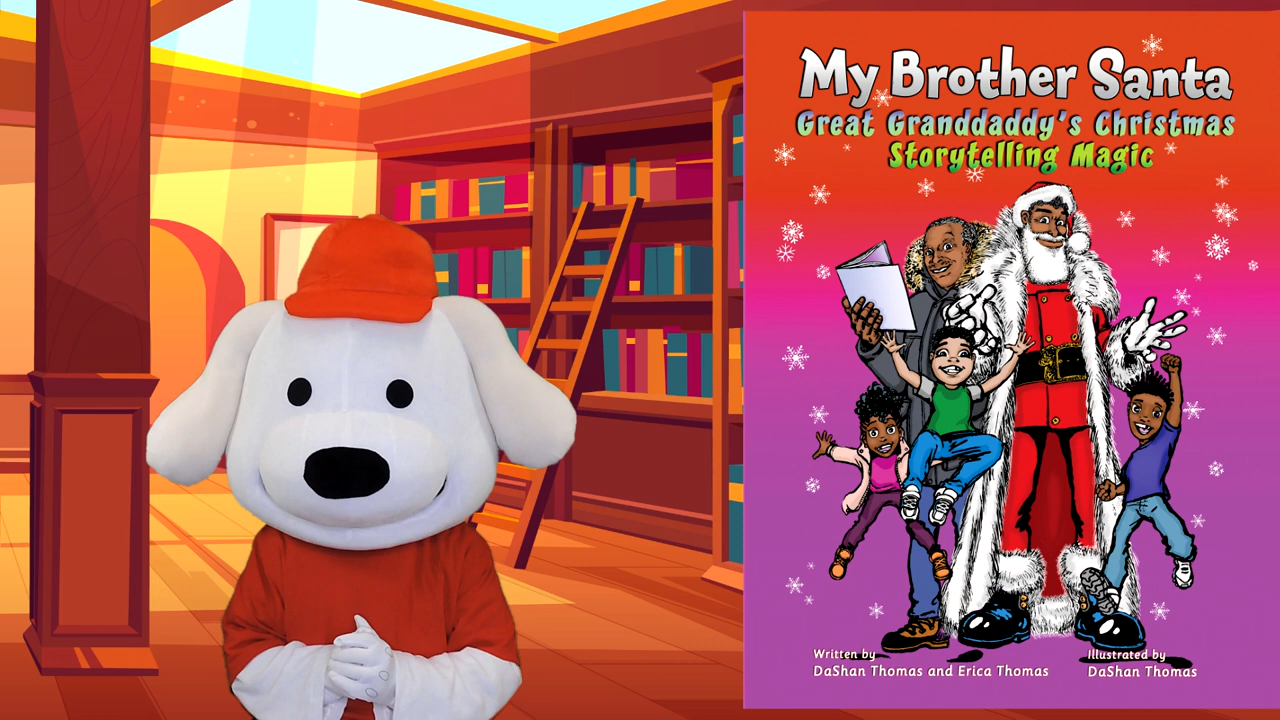 My Brother Santa
Great Granddaddy's Christmas
Storytelling Magic
Written by
DaShan Thomas and Erica Thomas
Illustrated by
DaShan Thomas